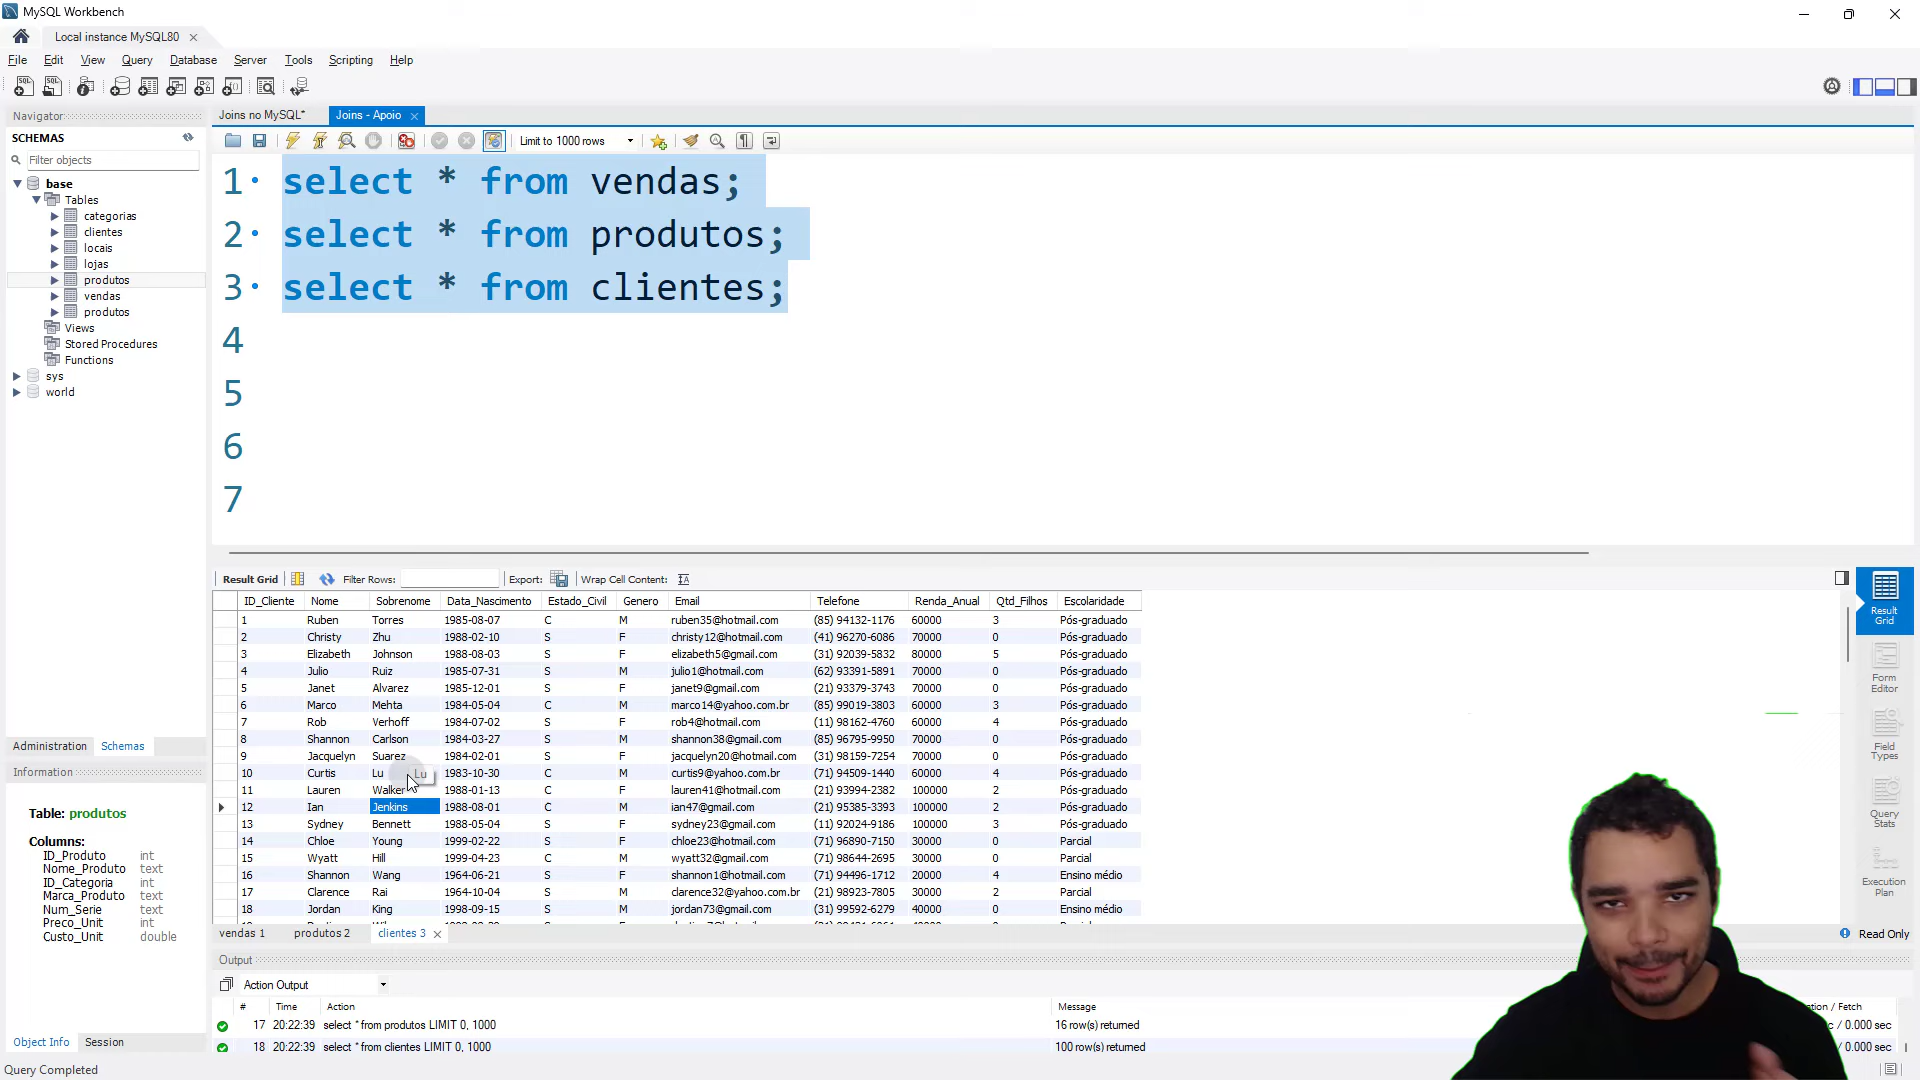 MySQL Workbench
Local instance MySQL80
File Edit View Query Database Server Tools Scripting Help
Navigator
SCHEMAS
Filter objects
base
Tables
categorias
clientes
locais
lojas
produtos
vendas
produtos
Views
Stored Procedures
Functions
sys
world
Administration Schemas
Information
Table: produtos
Columns:
ID_Produto int
Nome_Produto text
ID_Categoria int
Marca_Produto text
Num_Serie text
Preco_Unit int
Custo_Unit double
Object Info Session
Query Completed
Joins no MySQL* Joins - Apoio
Limit to 1000 rows
1 select * from vendas;
2 select * from produtos;
3 select * from clientes;
4
5
6
7
Result Grid Filter Rows: Export: Wrap Cell Content:
ID_Cliente Nome Sobrenome Data_Nascimento Estado_Civil Genero Email Telefone Renda_Anual Qtd_Filhos Escolaridade
1 Ruben Torres 1985-08-07 C M ruben35@hotmail.com (85) 94132-1176 60000 3 Pós-graduado
2 Christy Zhu 1988-02-10 S F christy12@hotmail.com (41) 96270-6086 70000 0 Pós-graduado
3 Elizabeth Johnson 1988-08-03 S F elizabeth5@gmail.com (31) 92039-5832 80000 5 Pós-graduado
4 Julio Ruiz 1985-07-31 S M julio1@hotmail.com (62) 93391-5891 70000 0 Pós-graduado
5 Janet Alvarez 1985-12-01 S F janet9@gmail.com (21) 93379-3743 70000 0 Pós-graduado
6 Marco Mehta 1984-05-04 C M marco14@yahoo.com.br (85) 99019-3803 60000 3 Pós-graduado
7 Rob Verhoff 1984-07-02 S F rob4@hotmail.com (11) 98162-4760 60000 4 Pós-graduado
8 Shannon Carlson 1984-03-27 S M shannon38@gmail.com (85) 96795-9950 70000 0 Pós-graduado
9 Jacquelyn Suarez 1984-02-01 S F jacquelyn20@hotmail.com (31) 98159-7254 70000 0 Pós-graduado
10 Curtis Lu Lu 1983-10-30 C M curtis9@yahoo.com.br (71) 94509-1440 60000 4 Pós-graduado
11 Lauren Walker 1988-01-13 C F lauren41@hotmail.com (21) 93994-2382 100000 2 Pós-graduado
12 Ian Jenkins 1988-08-01 C M ian47@gmail.com (21) 95385-3393 100000 2 Pós-graduado
13 Sydney Bennett 1988-05-04 S F sydney23@gmail.com (11) 92024-9186 100000 3 Pós-graduado
14 Chloe Young 1999-02-22 S F chloe23@hotmail.com (71) 96890-7150 30000 0 Parcial
15 Wyatt Hill 1999-04-23 C M wyatt32@gmail.com (71) 98644-2695 30000 0 Parcial
16 Shannon Wang 1964-06-21 S F shannon1@hotmail.com (71) 94496-1712 20000 4 Ensino médio
17 Clarence Rai 1964-10-04 S M clarence32@yahoo.com.br (21) 98923-7805 30000 2 Parcial
18 Jordan King 1998-09-15 S M jordan73@gmail.com (31) 99592-6279 40000 0 Ensino médio
vendas 1 produtos 2 clientes 3
Read Only
Result Grid
Form Editor
Field Types
Query Stats
Execution Plan
Output
Action Output
# Time Action Message / Fetch
17 20:22:39 select * from produtos LIMIT 0, 1000 16 row(s) returned / 0.000 sec
18 20:22:39 select * from clientes LIMIT 0, 1000 100 row(s) returned / 0.000 sec